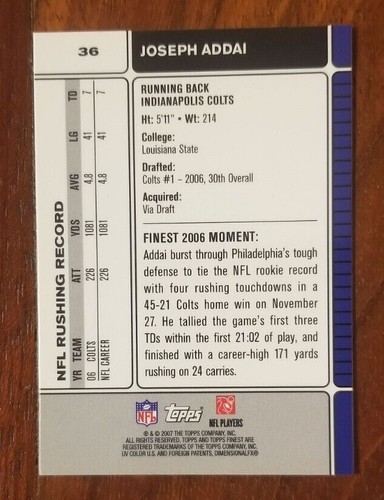 36
JOSEPH ADDAI
RUNNING BACK
INDIANAPOLIS COLTS
Ht: 5'11" • Wt: 214
College:
Louisiana State
Drafted:
Colts #1 – 2006, 30th Overall
Acquired:
Via Draft
FINEST 2006 MOMENT:
Addai burst through Philadelphia's tough
defense to tie the NFL rookie record
with four rushing touchdowns in a
45-21 Colts home win on November
27. He tallied the game's first three
TDs within the first 21:02 of play, and
finished with a career-high 171 yards
rushing on 24 carries.
NFL RUSHING RECORD
YR TEAM ATT YDS AVG LG TD
06 COLTS 226 1081 4.8 41 7
NFL CAREER 226 1081 4.8 41 7
NFL
Topps
NFL PLAYERS
® & © 2007 THE TOPPS COMPANY, INC.
ALL RIGHTS RESERVED. TOPPS AND TOPPS FINEST ARE
REGISTERED TRADEMARKS OF THE TOPPS COMPANY, INC.
UV COLOR U.S. AND FOREIGN PATENTS, DIMENSIONALFX®